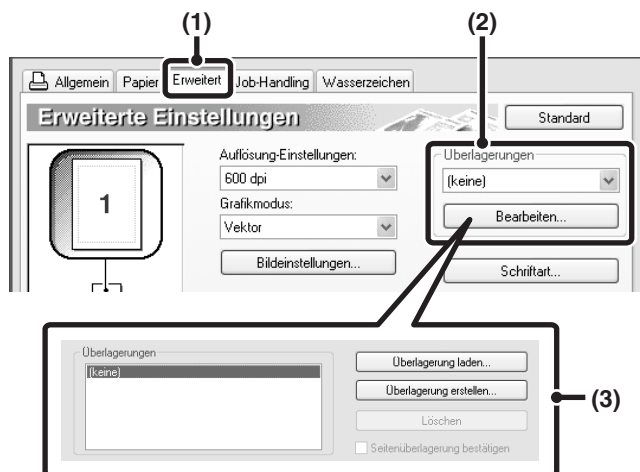 (1)
(2)
Allgemein Papier Erweitert Job-Handling Wasserzeichen
Erweiterte Einstellungen
Standard
1
Auflösung-Einstellungen:
600 dpi
Grafikmodus:
Vektor
Bildeinstellungen...
Überlagerungen
(keine)
Bearbeiten...
Schriftart...
Überlagerungen
(keine)
Überlagerung laden...
Überlagerung erstellen...
Löschen
Seitenüberlagerung bestätigen
(3)